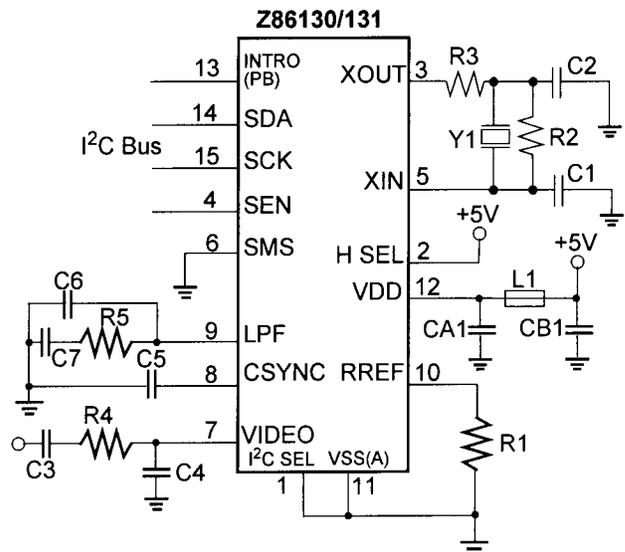 Z86130/131
13
INTRO
(PB)
XOUT
3
R3
C2
14
SDA
Y1
R2
I²C Bus
15
SCK
C1
XIN
5
4
SEN
+5V
6
SMS
H SEL
2
+5V
C6
VDD
12
L1
R5
9
LPF
CA1
CB1
C7
C5
8
CSYNC
RREF
10
R4
7
VIDEO
R1
C3
C4
I²C SEL
VSS(A)
1
11